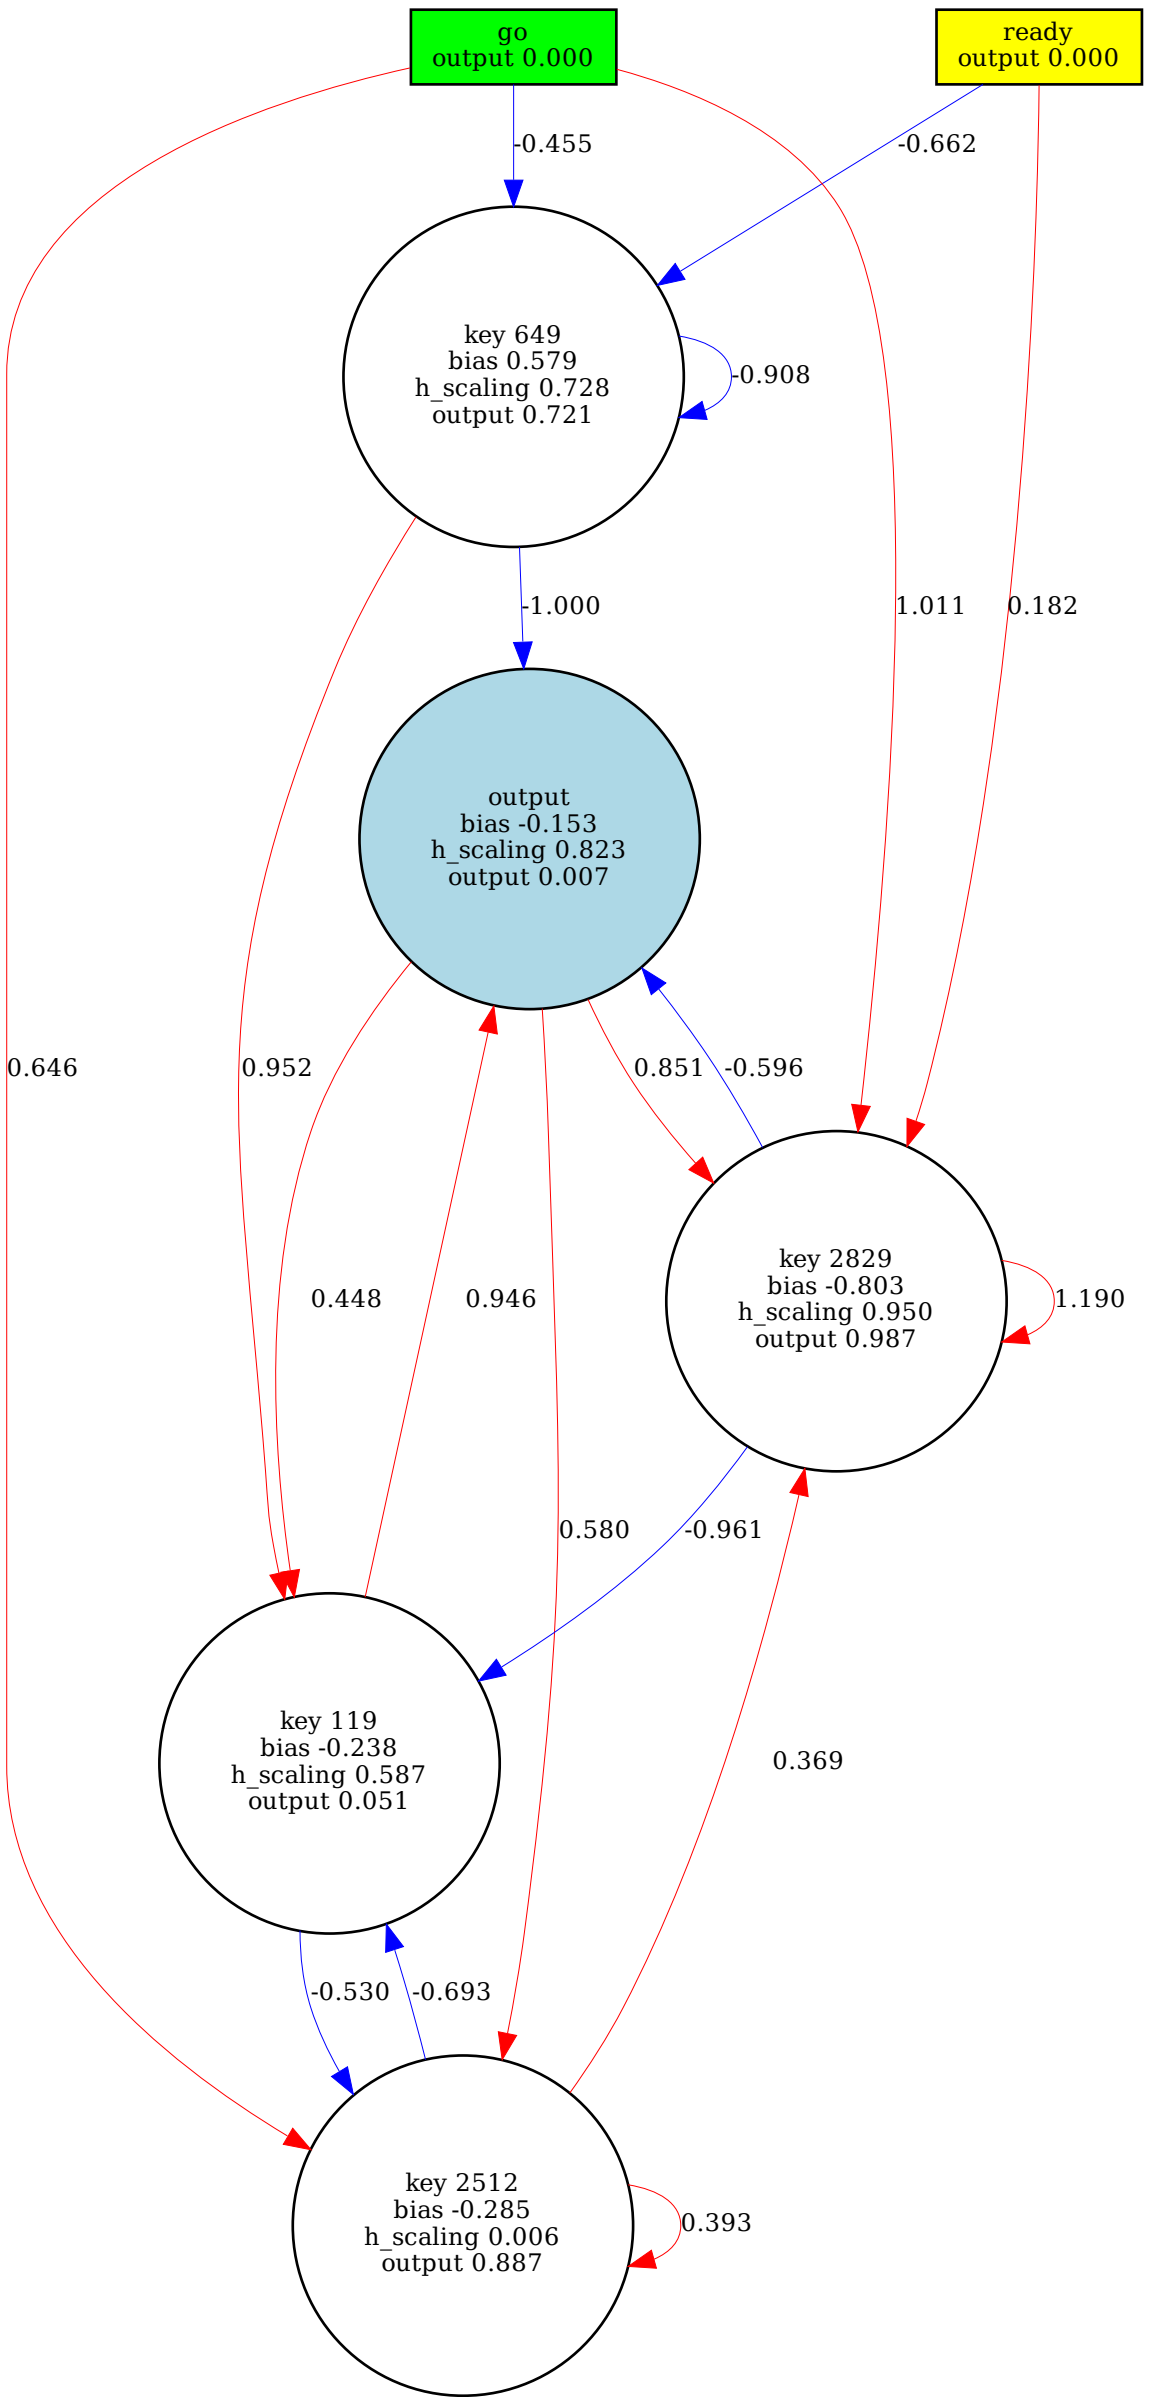 go
output 0.000
ready
output 0.000
-0.455
-0.662
key 649
bias 0.579
h_scaling 0.728
output 0.721
-0.908
-1.000
1.011
0.182
output
bias -0.153
h_scaling 0.823
output 0.007
0.646
0.952
0.851
-0.596
key 2829
bias -0.803
h_scaling 0.950
output 0.987
0.448
0.946
1.190
0.580
-0.961
key 119
bias -0.238
h_scaling 0.587
output 0.051
0.369
-0.530
-0.693
key 2512
bias -0.285
h_scaling 0.006
output 0.887
0.393